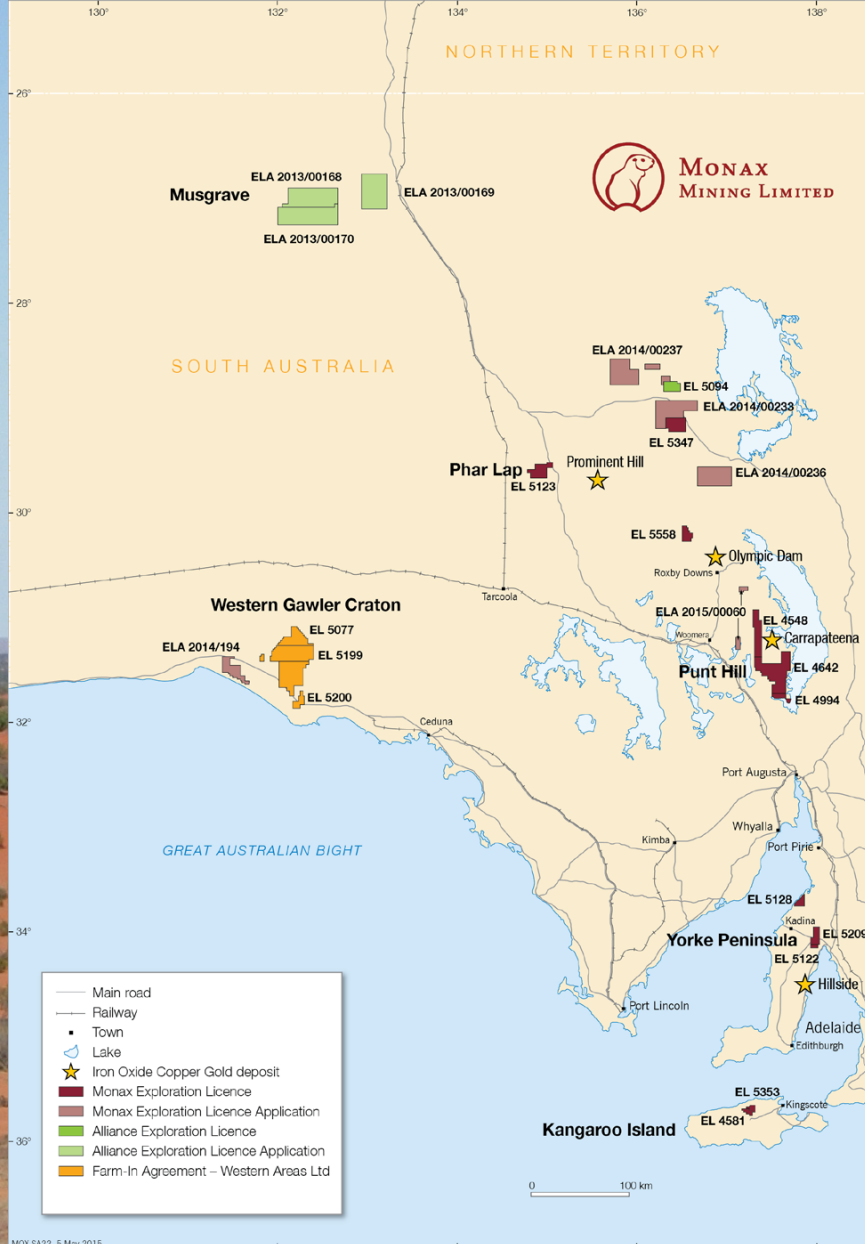 130°
132°
134°
136°
138°
NORTHERN TERRITORY
26°
MONAX
MINING LIMITED
ELA 2013/00168
Musgrave
ELA 2013/00169
ELA 2013/00170
28°
SOUTH AUSTRALIA
ELA 2014/00237
EL 5094
ELA 2014/00233
EL 5347
Phar Lap
Prominent Hill
EL 5123
ELA 2014/00236
30°
EL 5558
Olympic Dam
Roxby Downs
Tarcoola
Western Gawler Craton
ELA 2015/00060
EL 4548
EL 5077
Woomera
Carrapateena
ELA 2014/194
EL 5199
Punt Hill
EL 4642
EL 5200
EL 4994
32°
Ceduna
Port Augusta
Whyalla
Kimba
Port Pirie
GREAT AUSTRALIAN BIGHT
EL 5128
Kadina
34°
Yorke Peninsula
EL 5209
EL 5122
Hillside
Port Lincoln
Adelaide
Edithburgh
Main road
Railway
Town
Lake
Iron Oxide Copper Gold deposit
Monax Exploration Licence
Monax Exploration Licence Application
Alliance Exploration Licence
Alliance Exploration Licence Application
Farm-In Agreement – Western Areas Ltd
EL 5353
Kingscote
EL 4581
Kangaroo Island
36°
0 100 km
MOX SA22, 5 May 2015